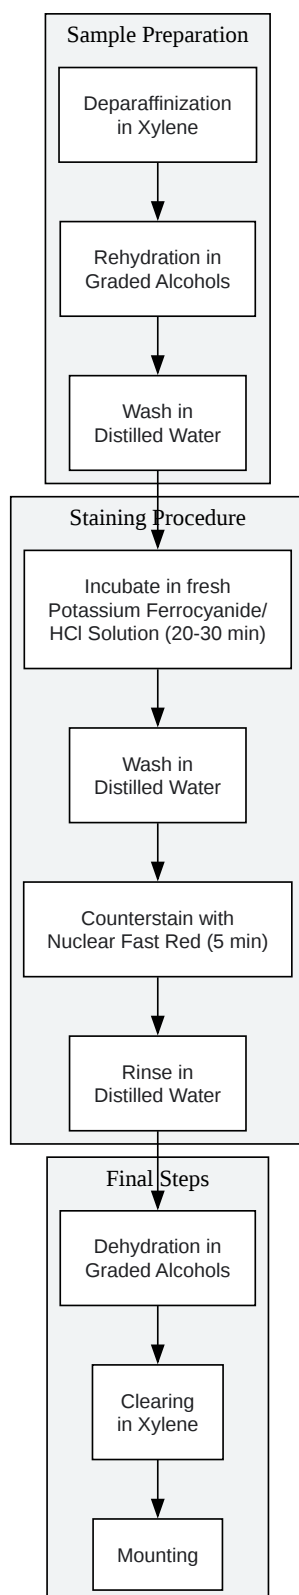 Sample Preparation
Deparaffinization
in Xylene
Rehydration in
Graded Alcohols
Wash in
Distilled Water
Staining Procedure
Incubate in fresh
Potassium Ferrocyanide/
HCl Solution (20-30 min)
Wash in
Distilled Water
Counterstain with
Nuclear Fast Red (5 min)
Rinse in
Distilled Water
Final Steps
Dehydration in
Graded Alcohols
Clearing
in Xylene
Mounting